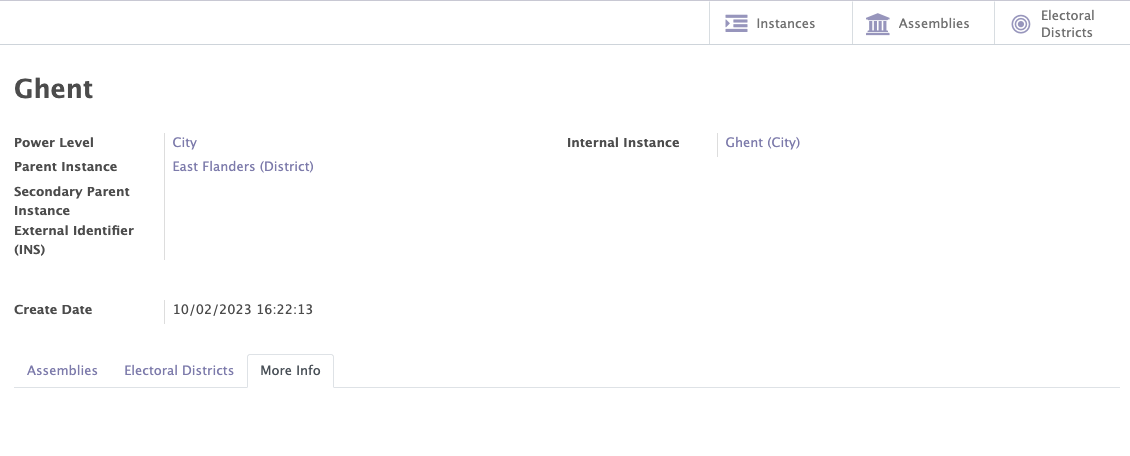 Instances
Assemblies
Electoral
Districts
Ghent
Power Level
City
Internal Instance
Ghent (City)
Parent Instance
East Flanders (District)
Secondary Parent
Instance
External Identifier
(INS)
Create Date
10/02/2023 16:22:13
Assemblies
Electoral Districts
More Info